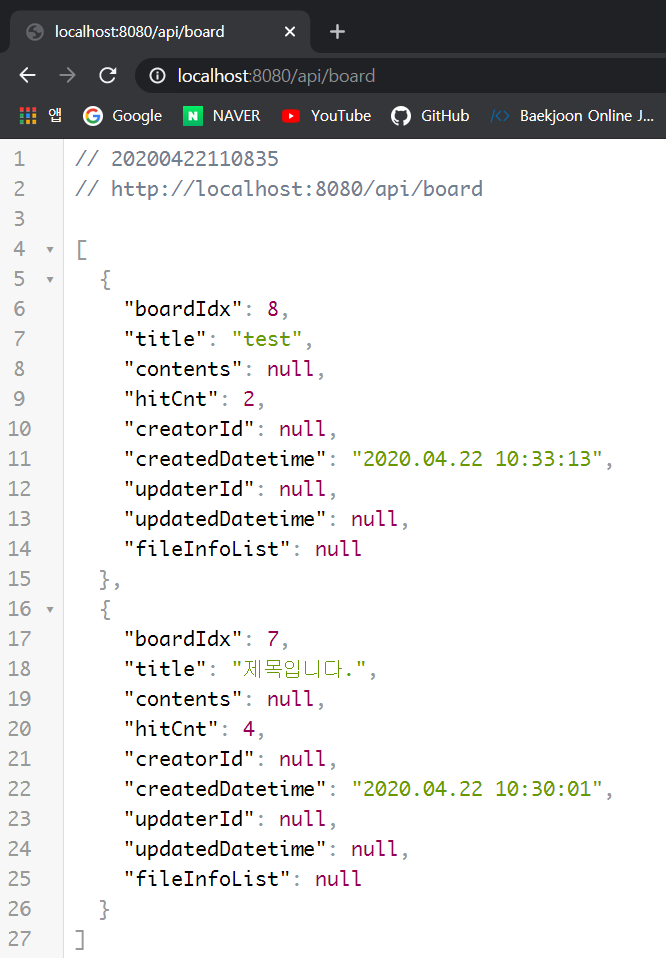 localhost:8080/api/board
localhost:8080/api/board
앱 Google NAVER YouTube GitHub Baekjoon Online J...
1 // 20200422110835
2 // http://localhost:8080/api/board
3
4 [
5 {
6 "boardIdx": 8,
7 "title": "test",
8 "contents": null,
9 "hitCnt": 2,
10 "creatorId": null,
11 "createdDatetime": "2020.04.22 10:33:13",
12 "updaterId": null,
13 "updatedDatetime": null,
14 "fileInfoList": null
15 },
16 {
17 "boardIdx": 7,
18 "title": "제목입니다.",
19 "contents": null,
20 "hitCnt": 4,
21 "creatorId": null,
22 "createdDatetime": "2020.04.22 10:30:01",
23 "updaterId": null,
24 "updatedDatetime": null,
25 "fileInfoList": null
26 }
27 ]